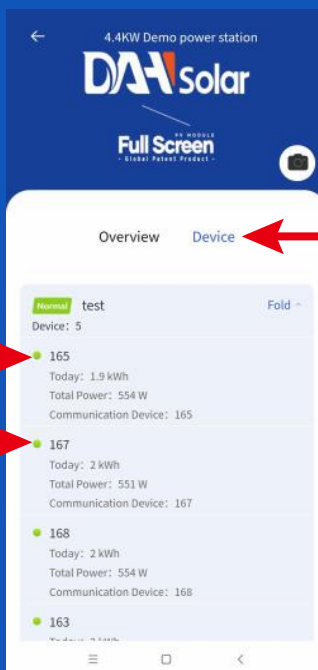 4.4KW Demo power station
DAH Solar
PV MODULE
Full Screen
- Global Patent Product -
Overview Device
Normal test Fold
Device: 5
165
Today: 1.9 kWh
Total Power: 554 W
Communication Device: 165
167
Today: 2 kWh
Total Power: 551 W
Communication Device: 167
168
Today: 2 kWh
Total Power: 554 W
Communication Device: 168
163